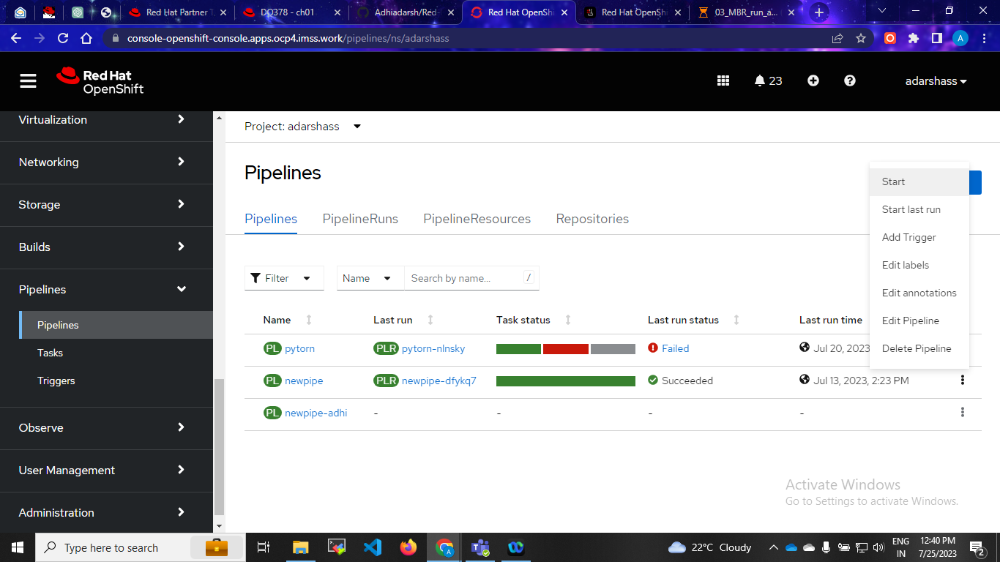 Red Hat Partner T
DO378 - ch01
Adhiadarsh/Red-
Red Hat OpenShi
Red Hat OpenShi
03_MBR_run_a...
console-openshift-console.apps.ocp4.imss.work/pipelines/ns/adarshass
A
Red Hat
OpenShift
23
adarshass
Virtualization
Networking
Storage
Builds
Pipelines
Pipelines
Tasks
Triggers
Observe
User Management
Administration
Project: adarshass
Pipelines
Pipelines PipelineRuns PipelineResources Repositories
Filter Name Search by name... /
Name Last run Task status Last run status Last run time
PL pytorn PLR pytorn-nlnsky Failed Jul 20, 2023
PL newpipe PLR newpipe-dfykq7 Succeeded Jul 13, 2023, 2:23 PM
PL newpipe-adhi - - - -
Start
Start last run
Add Trigger
Edit labels
Edit annotations
Edit Pipeline
Delete Pipeline
Activate Windows
Go to Settings to activate Windows.
Type here to search
A
22°C Cloudy
ENG
IN
12:40 PM
7/25/2023
2